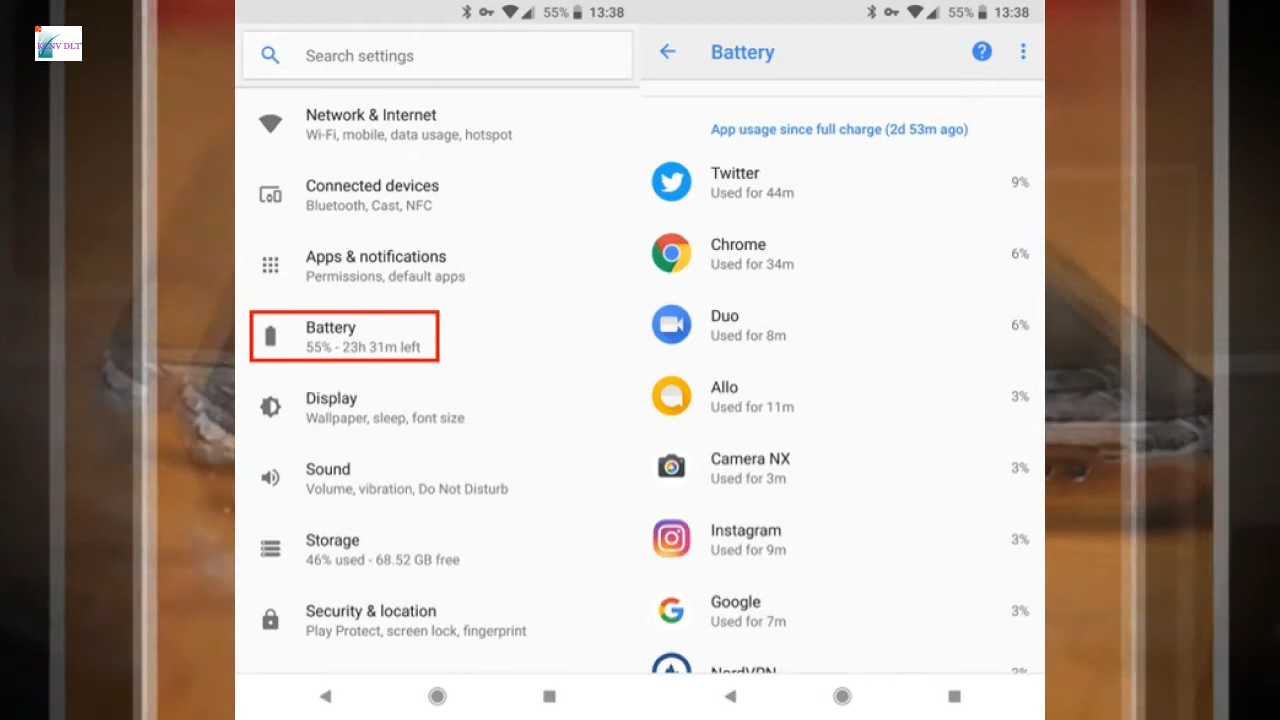 KENV DLT
55% 13:38
Search settings
Network & Internet
Wi-Fi, mobile, data usage, hotspot
Connected devices
Bluetooth, Cast, NFC
Apps & notifications
Permissions, default apps
Battery
55% - 23h 31m left
Display
Wallpaper, sleep, font size
Sound
Volume, vibration, Do Not Disturb
Storage
46% used - 68.52 GB free
Security & location
Play Protect, screen lock, fingerprint
55% 13:38
Battery
App usage since full charge (2d 53m ago)
Twitter 9%
Used for 44m
Chrome 6%
Used for 34m
Duo 6%
Used for 8m
Allo 3%
Used for 11m
Camera NX 3%
Used for 3m
Instagram 3%
Used for 9m
Google 3%
Used for 7m
NordVPN